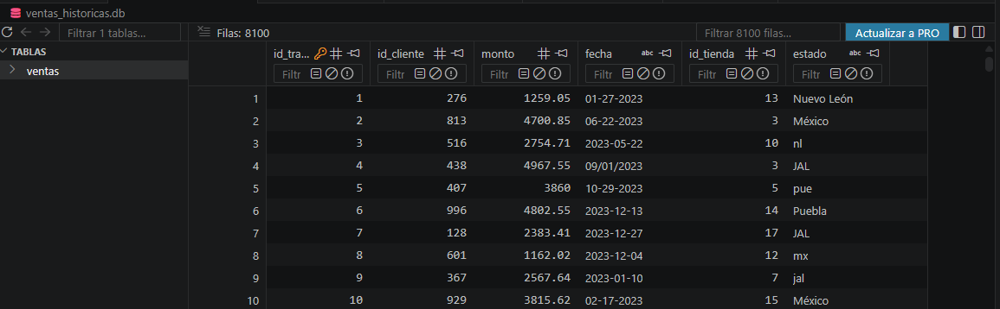 ventas_historicas.db
Filtrar 1 tablas... Filas: 8100 Filtrar 8100 filas... Actualizar a PRO
TABLAS
ventas
id_tra... id_cliente monto fecha abc id_tienda estado abc
Filtr Filtr Filtr Filtr Filtr Filtr
1 1 276 1259.05 01-27-2023 13 Nuevo León
2 2 813 4700.85 06-22-2023 3 México
3 3 516 2754.71 2023-05-22 10 nl
4 4 438 4967.55 09/01/2023 3 JAL
5 5 407 3860 10-29-2023 5 pue
6 6 996 4802.55 2023-12-13 14 Puebla
7 7 128 2383.41 2023-12-27 17 JAL
8 8 601 1162.02 2023-12-04 12 mx
9 9 367 2567.64 2023-01-10 7 jal
10 10 929 3815.62 02-17-2023 15 México